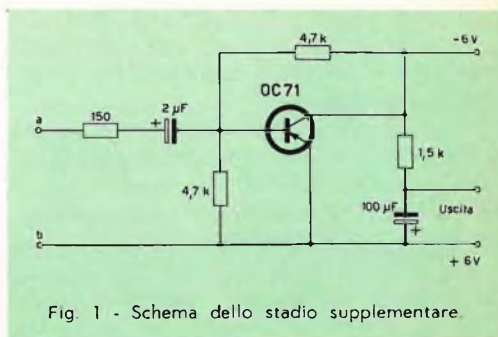 4,7 k
-6 V
OC71
2 µF
150
+
a
1,5 k
4,7 k
100 µF
Uscita
+
b
+ 6 V
Fig. 1 - Schema dello stadio supplementare.